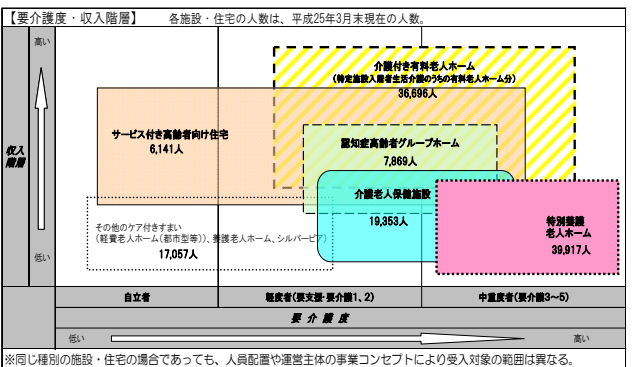 【要介護度・収入階層】 各施設・住宅の人数は、平成25年3月末現在の人数。
高い
介護付き有料老人ホーム
(特定施設入居者生活介護のうちの有料老人ホーム分)
36,696人
サービス付き高齢者向け住宅
6,141人
認知症高齢者グループホーム
7,869人
収入
階層
介護老人保健施設
19,353人
特別養護
老人ホーム
39,917人
その他のケア付きすまい
(軽費老人ホーム(都市型等))、養護老人ホーム、シルバーピア)
17,057人
低い
自立者 軽度者(要支援・要介護1、2) 中重度者(要介護3～5)
要介護度
低い 高い
※同じ種別の施設・住宅の場合であっても、人員配置や運営主体の事業コンセプトにより受入対象の範囲は異なる。